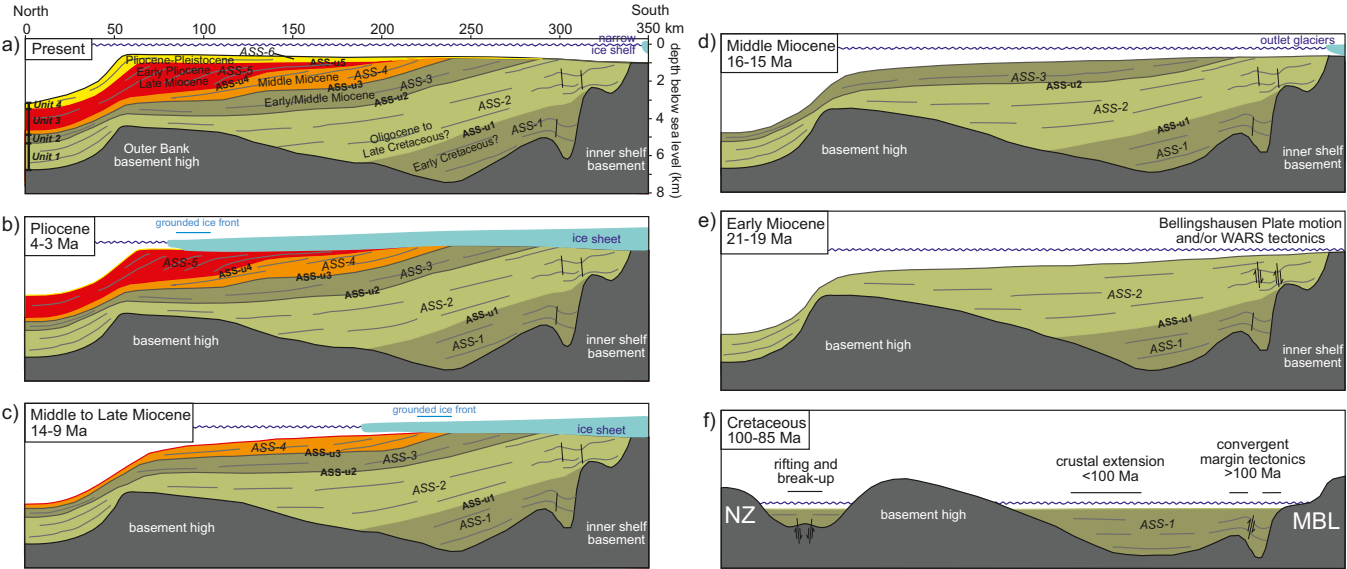 North
South
0
50
100
150
200
250
300
350 km
a) Present
narrow
ice shelf
0
1
2
3
4
5
6
7
8
depth below sea level (km)
ASS-6
Pliocene-Pleistocene
ASS-u5
Early Pliocene
ASS-5
Late Miocene
ASS-u4
Middle Miocene
ASS-4
ASS-u3
ASS-3
Early/Middle Miocene
ASS-u2
ASS-2
Oligocene to
Late Cretaceous?
ASS-u1
ASS-1
Early Cretaceous?
Unit 4
Unit 3
Unit 2
Unit 1
Outer Bank
basement high
inner shelf
basement
b) Pliocene
4-3 Ma
grounded ice front
ice sheet
ASS-5
ASS-u4
ASS-4
ASS-u3
ASS-3
ASS-u2
ASS-2
ASS-u1
ASS-1
basement high
inner shelf
basement
c) Middle to Late Miocene
14-9 Ma
grounded ice front
ice sheet
ASS-4
ASS-u3
ASS-3
ASS-u2
ASS-2
ASS-u1
ASS-1
basement high
inner shelf
basement
d) Middle Miocene
16-15 Ma
outlet glaciers
ASS-3
ASS-u2
ASS-2
ASS-u1
ASS-1
basement high
inner shelf
basement
e) Early Miocene
21-19 Ma
Bellingshausen Plate motion
and/or WARS tectonics
ASS-2
ASS-u1
ASS-1
basement high
inner shelf
basement
f) Cretaceous
100-85 Ma
rifting and
break-up
crustal extension
<100 Ma
convergent
margin tectonics
>100 Ma
NZ
basement high
ASS-1
MBL